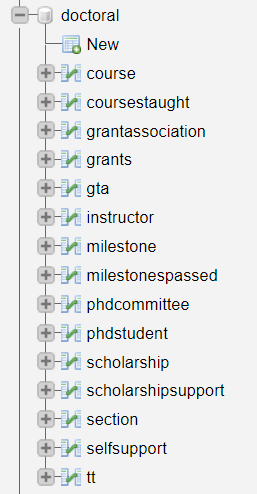 doctoral
New
course
coursestaught
grantassociation
grants
gta
instructor
milestone
milestonespassed
phdcommittee
phdstudent
scholarship
scholarshipsupport
section
selfsupport
tt